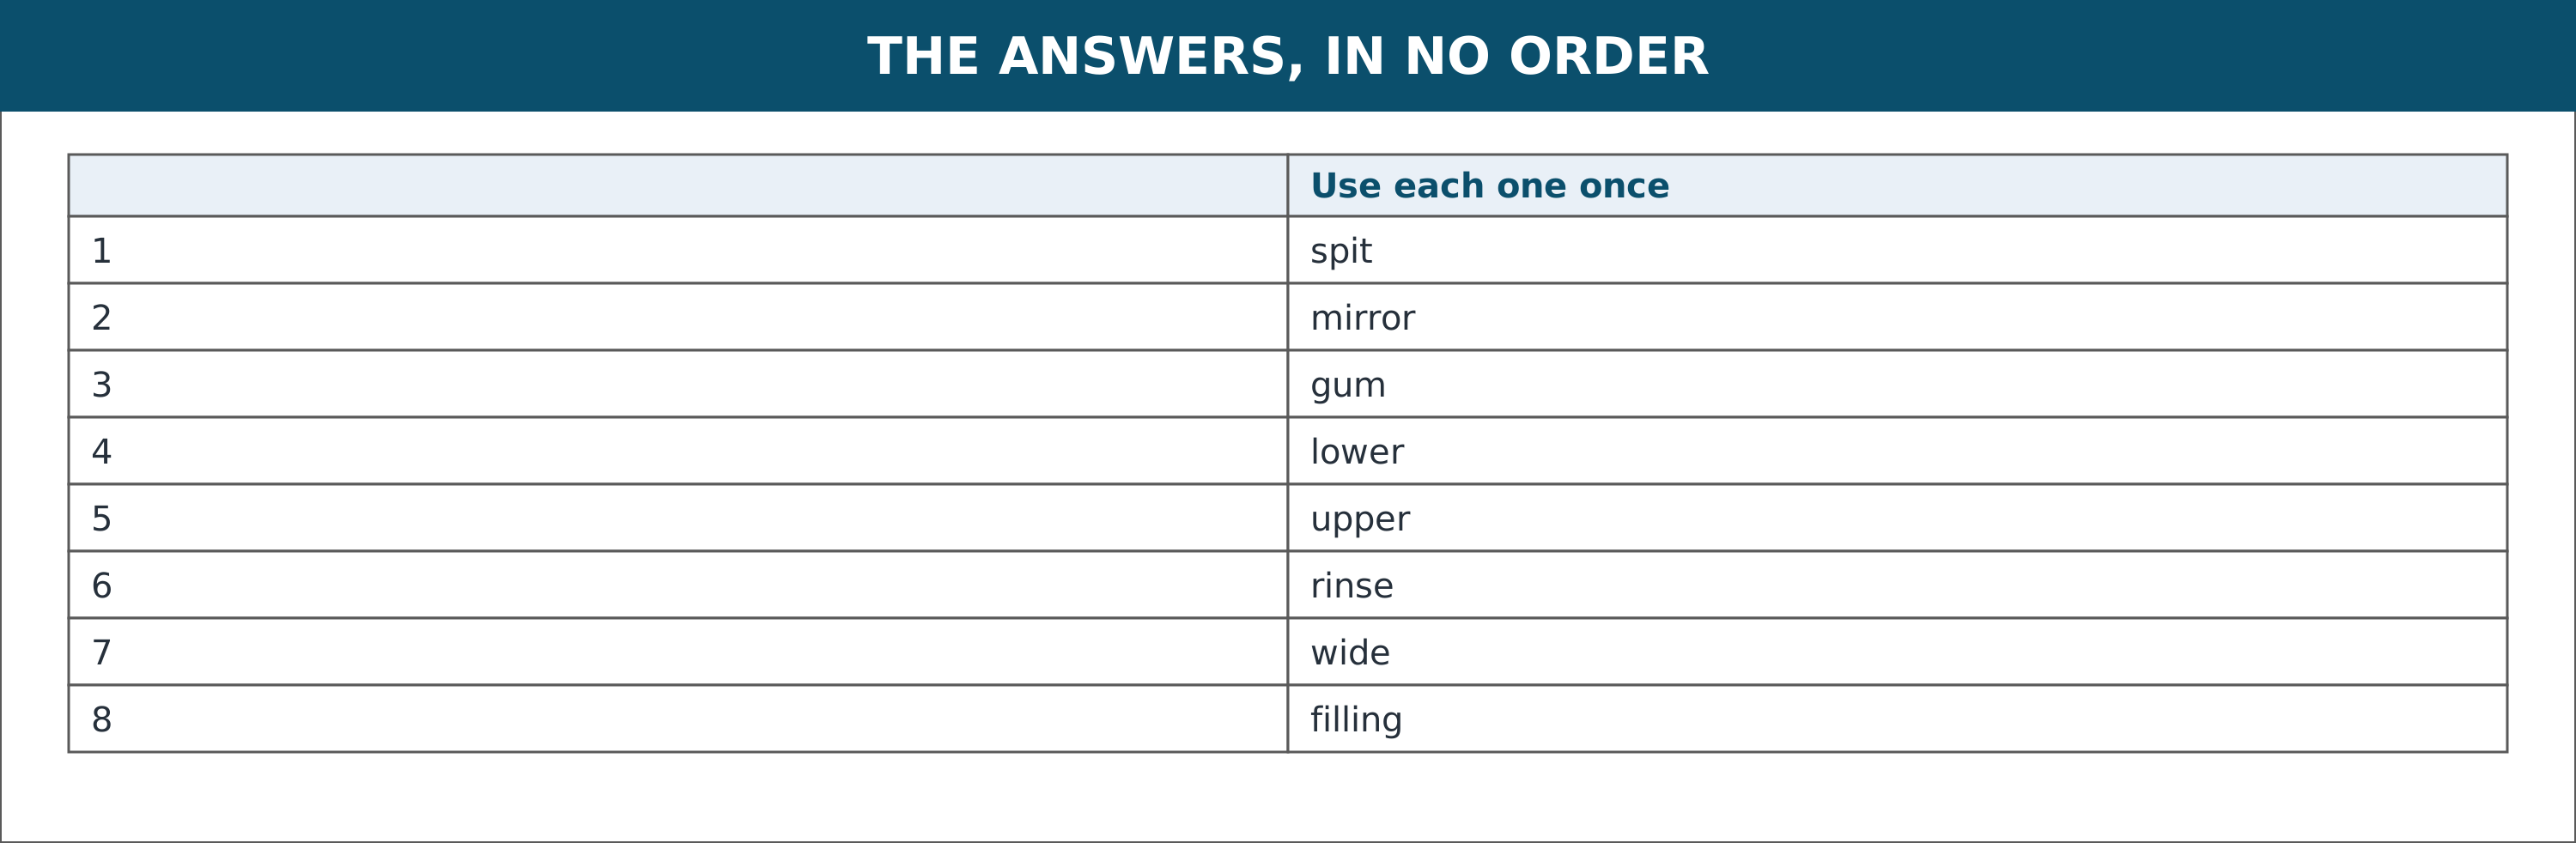 THE ANSWERS, IN NO ORDER
Use each one once
1 spit
2 mirror
3 gum
4 lower
5 upper
6 rinse
7 wide
8 filling